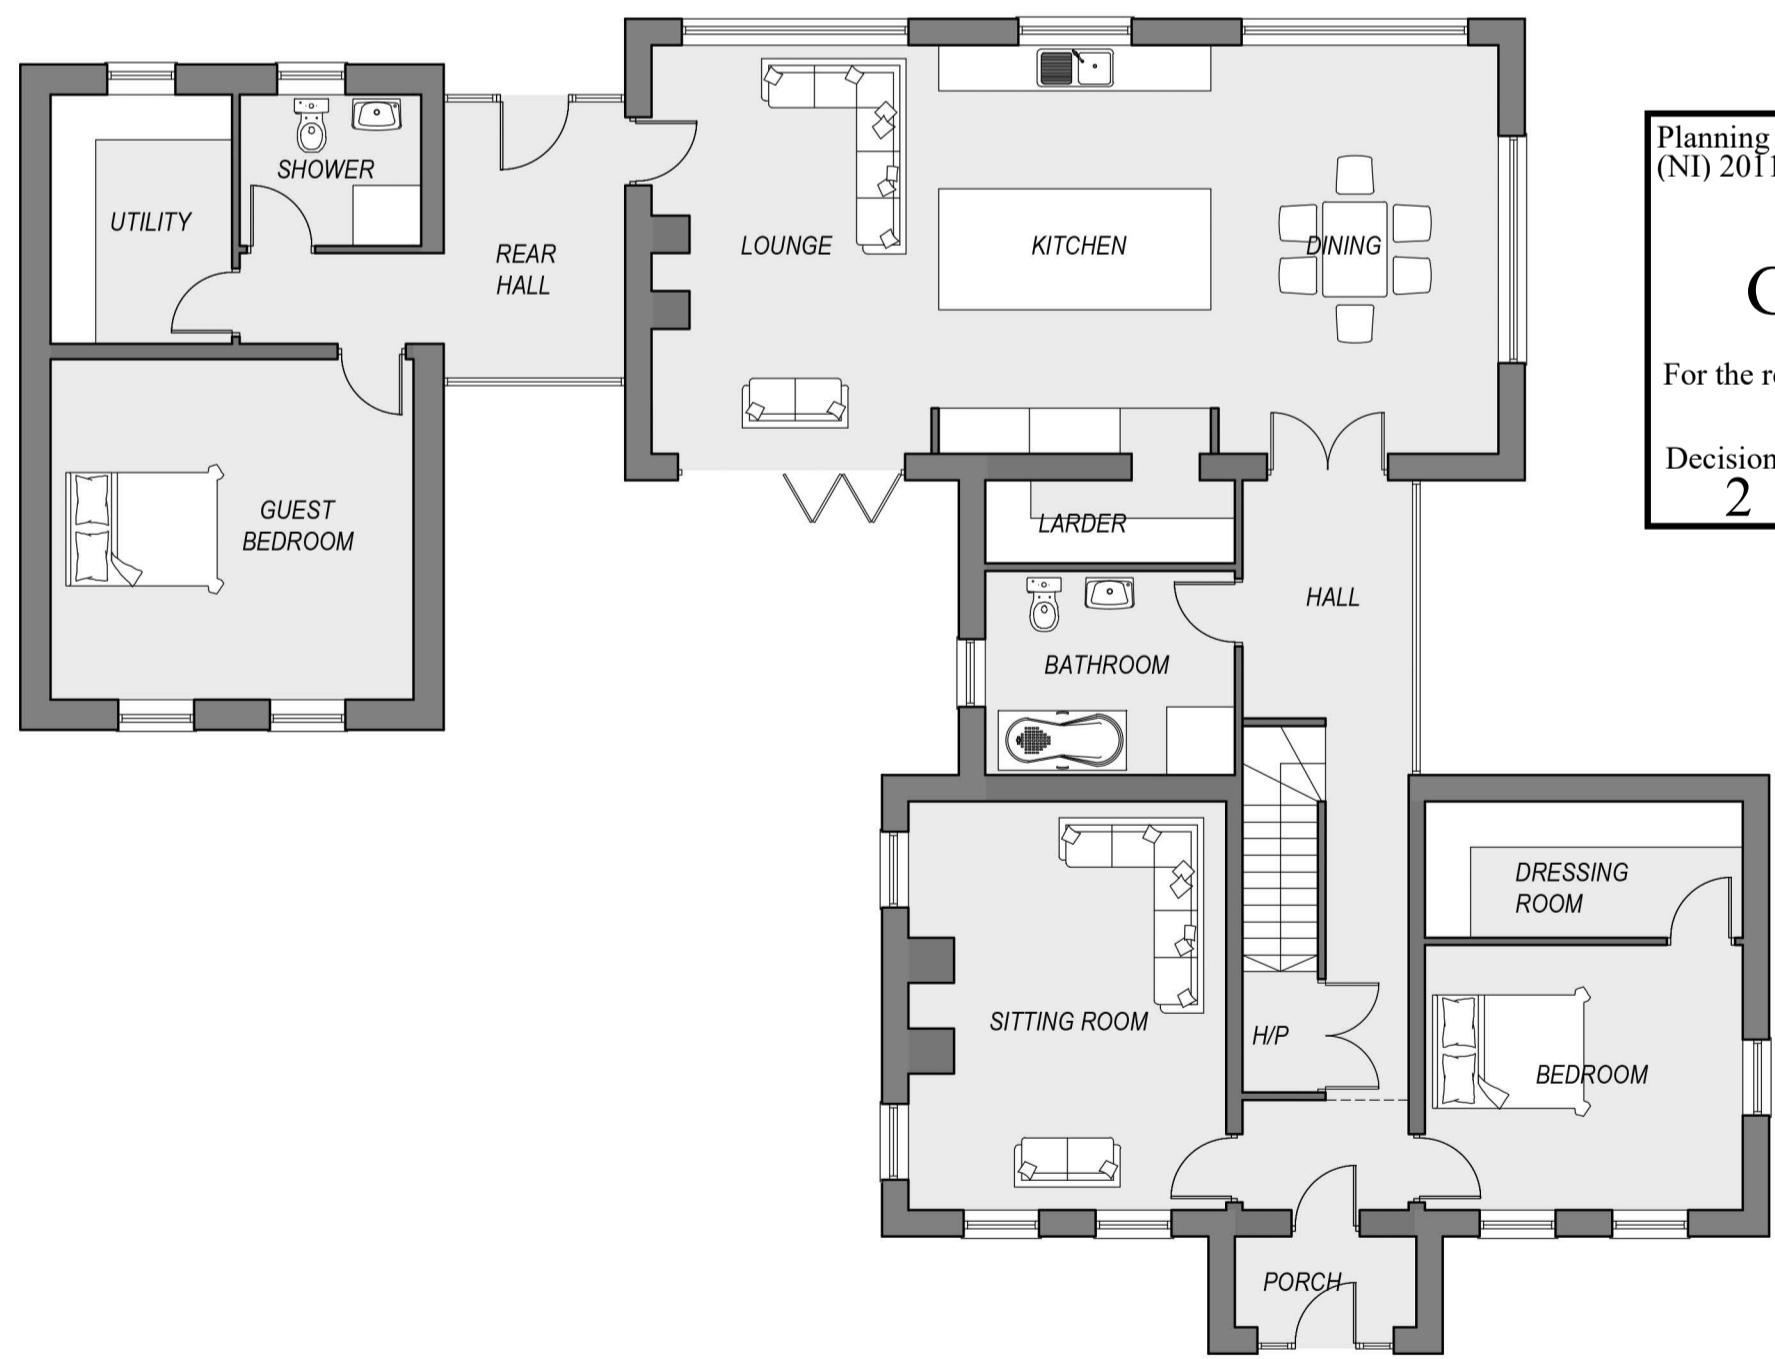 SHOWER
UTILITY
REAR
HALL
LOUNGE
KITCHEN
DINING
GUEST
BEDROOM
LARDER
HALL
BATHROOM
SITTING ROOM
H/P
DRESSING
ROOM
BEDROOM
PORCH
Planning
(NI) 2011
For the
Decision
2